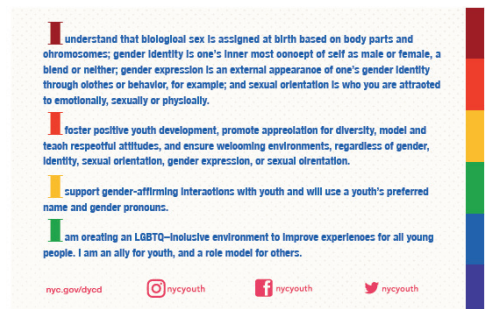 I understand that biological sex is assigned at birth based on body parts and
chromosomes; gender identity is one's inner most concept of self as male or female, a
blend or neither; gender expression is an external appearance of one's gender identity
through clothes or behavior, for example; and sexual orientation is who you are attracted
to emotionally, sexually or physically.
I foster positive youth development, promote appreciation for diversity, model and
teach respectful attitudes, and ensure welcoming environments, regardless of gender,
identity, sexual orientation, gender expression, or sexual oirentation.
I support gender-affirming interactions with youth and will use a youth's preferred
name and gender pronouns.
I am creating an LGBTQ–inclusive environment to improve experiences for all young
people. I am an ally for youth, and a role model for others.
nyc.gov/dycd nycyouth nycyouth nycyouth